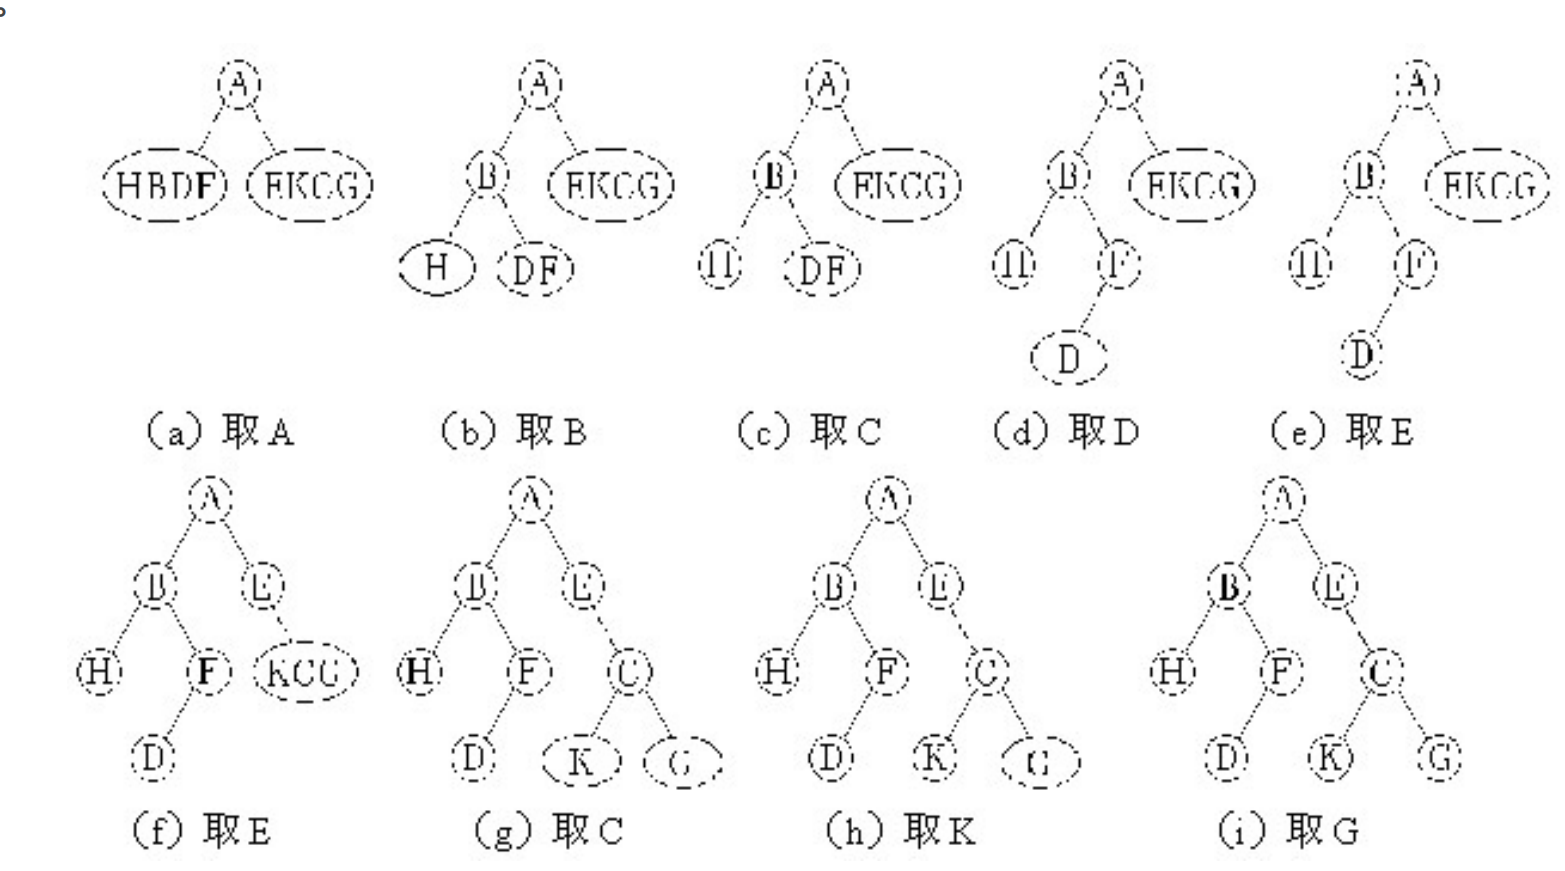 。
A A A A A
HBDF EKCG B EKCG B EKCG B EKCG B EKCG
H DF H DF H F H F
D D
(a) 取A (b) 取B (c) 取C (d) 取D (e) 取E
A A A A
B E B E B E B E
H F KCG H F C H F C H F C
D D K G D K G D K G
(f) 取E (g) 取C (h) 取K (i) 取G